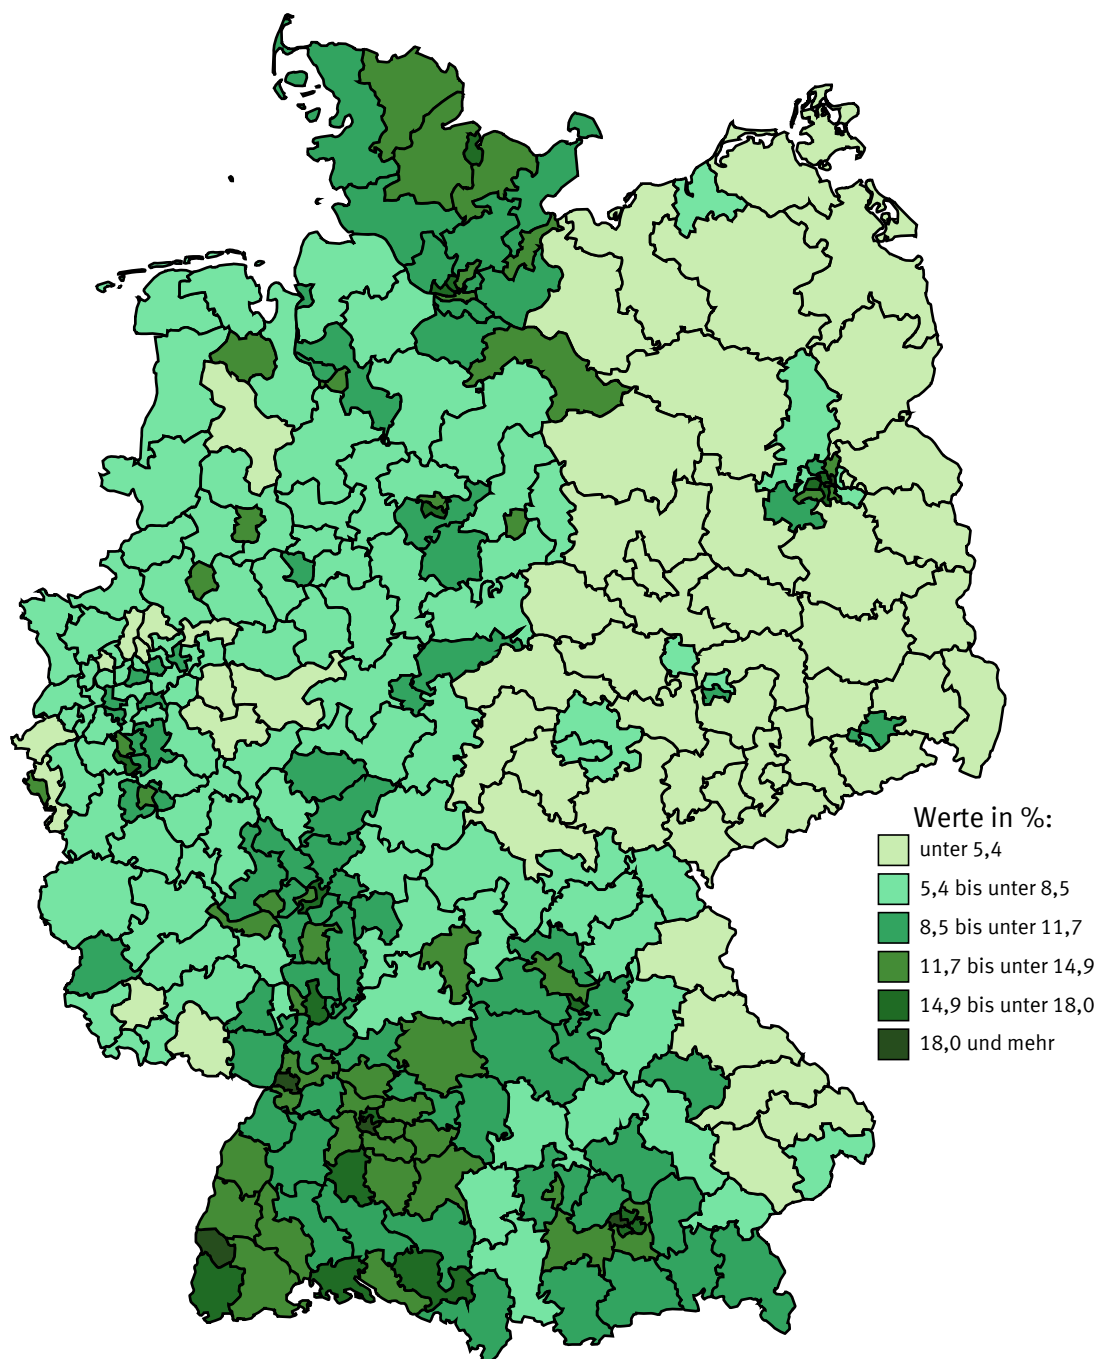 Werte in %:
unter 5,4
5,4 bis unter 8,5
8,5 bis unter 11,7
11,7 bis unter 14,9
14,9 bis unter 18,0
18,0 und mehr